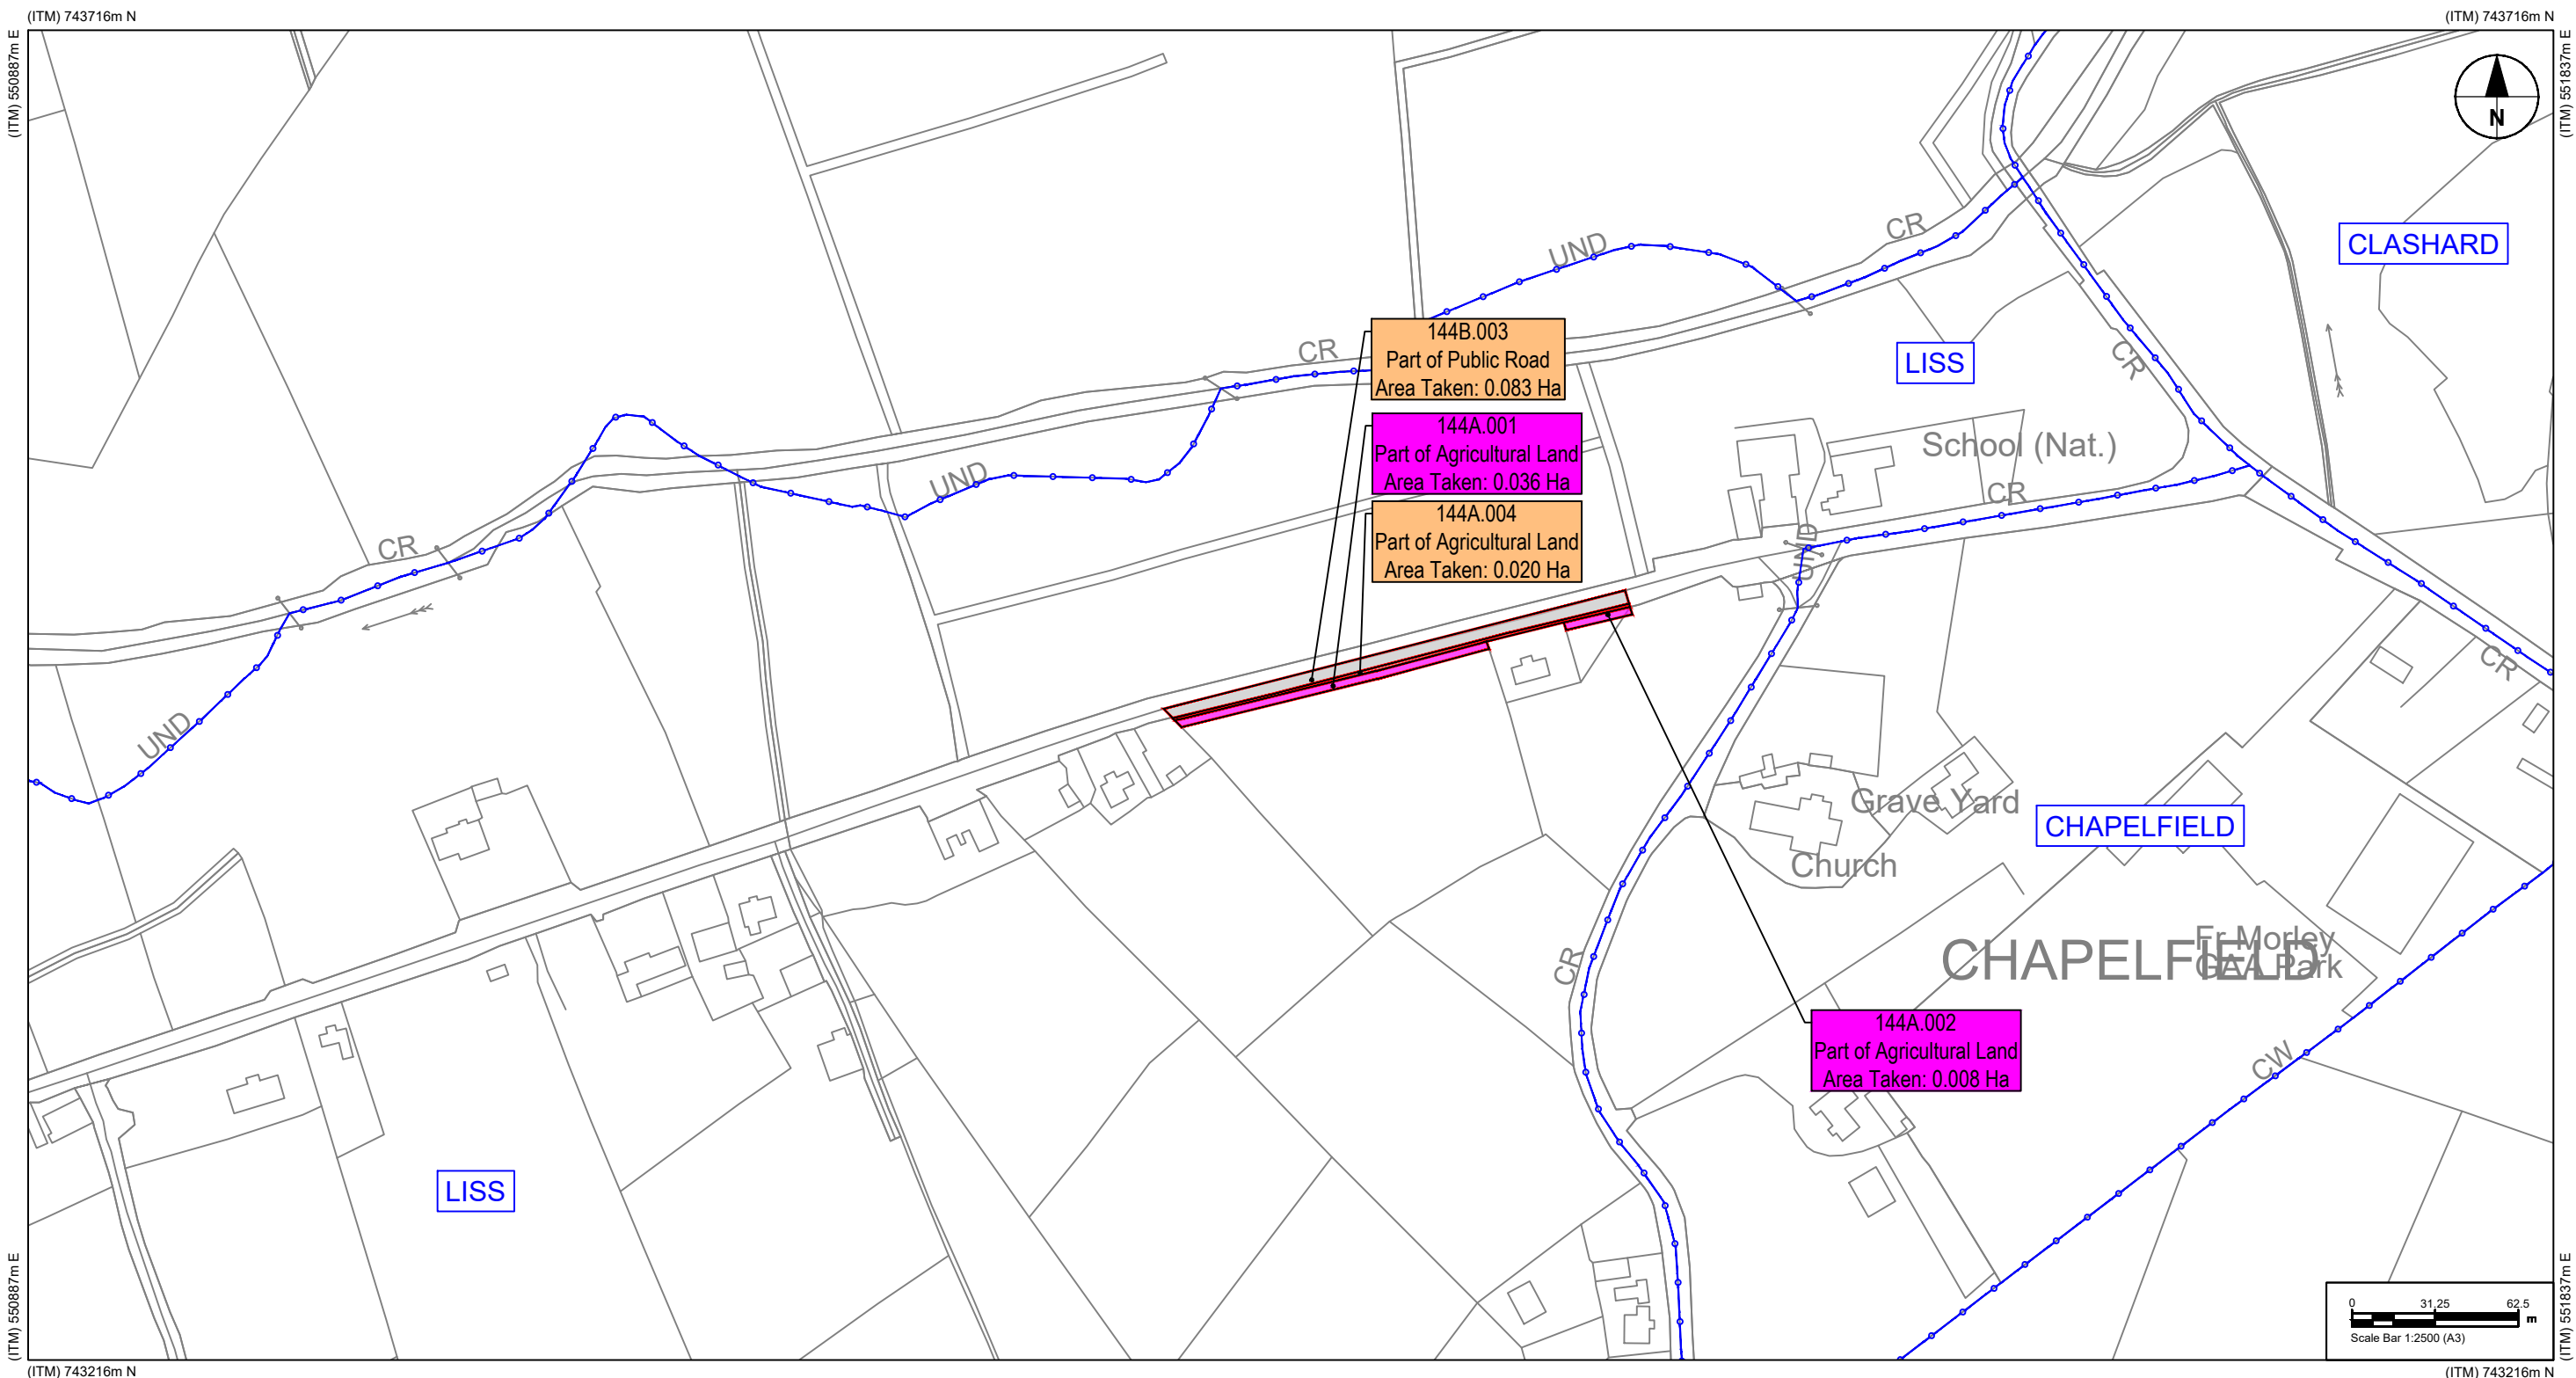 (ITM) 743716m N
(ITM) 743716m N
(ITM) 550887m E
(ITM) 551837m E
N
UND
CR
CLASHARD
144B.003
Part of Public Road
Area Taken: 0.083 Ha
CR
LISS
CR
144A.001
Part of Agricultural Land
Area Taken: 0.036 Ha
School (Nat.)
UND
CR
144A.004
Part of Agricultural Land
Area Taken: 0.020 Ha
CR
UND
CR
UND
Grave Yard
CHAPELFIELD
Church
Fr Morley
GAA Park
CHAPELFIELD
CR
144A.002
Part of Agricultural Land
Area Taken: 0.008 Ha
CW
LISS
0 31.25 62.5
m
Scale Bar 1:2500 (A3)
(ITM) 550887m E
(ITM) 551837m E
(ITM) 743216m N
(ITM) 743216m N